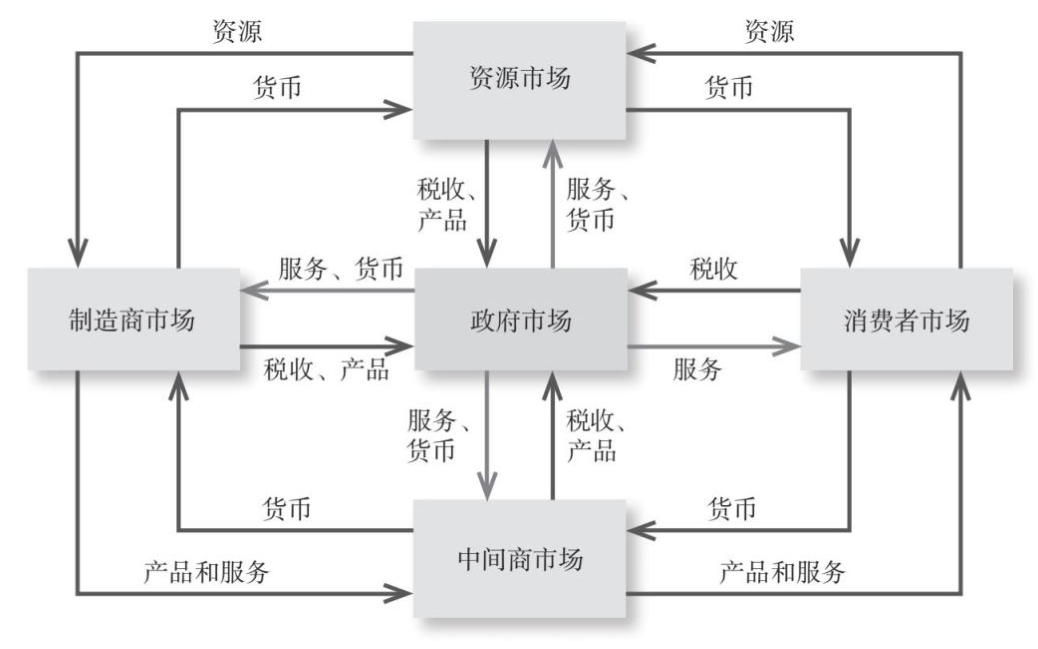 资源
资源
资源市场
货币
货币
税收、
产品
服务、
货币
服务、货币
税收
制造商市场
政府市场
消费者市场
税收、产品
服务
服务、
货币
税收、
产品
货币
货币
中间商市场
产品和服务
产品和服务